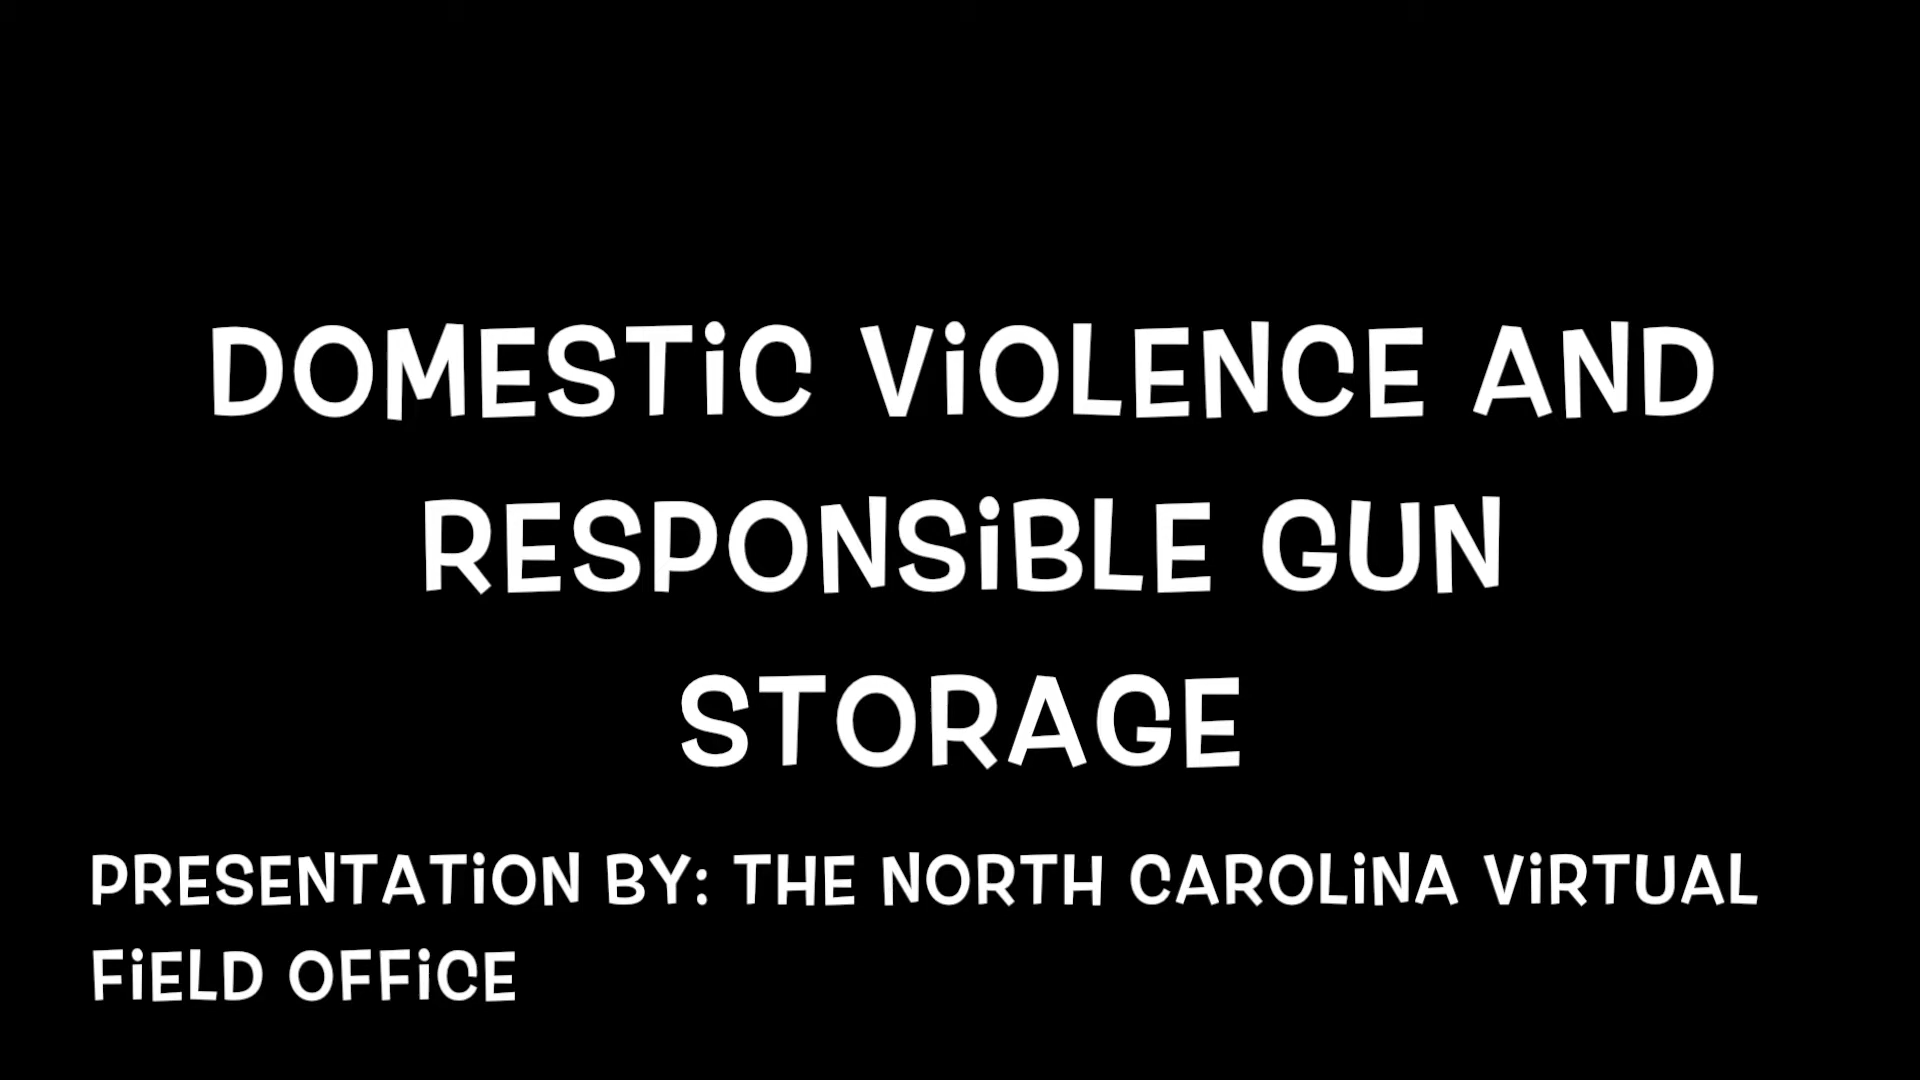 DOMESTiC ViOLENCE AND
RESPONSiBLE GUN
STORAGE
PRESENTATiON BY: THE NORTH CAROLiNA ViRTUAL
FiELD OFFiCE